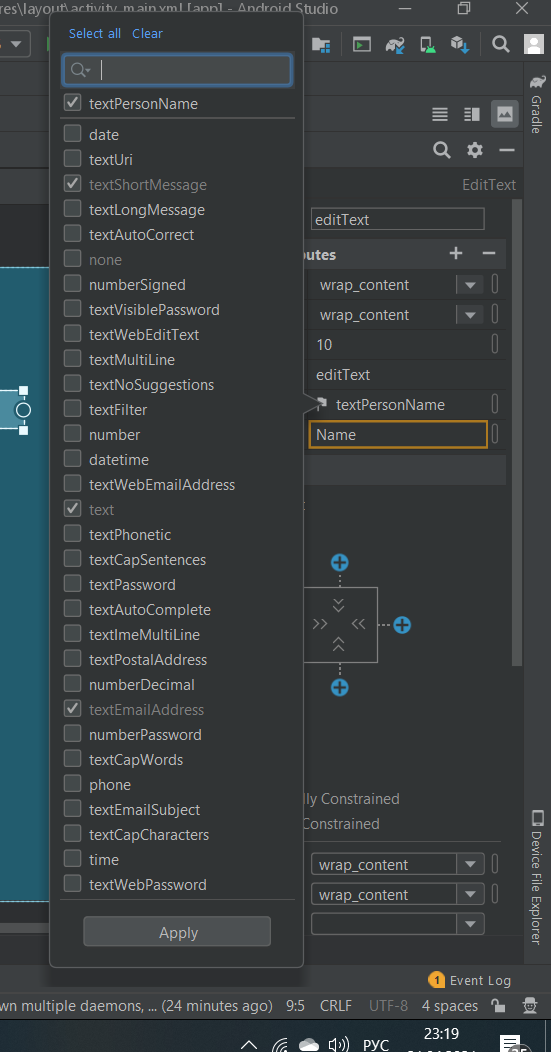 res\layout\activity_main.xml [app] - Android Studio
Select all Clear
textPersonName
date
textUri
textShortMessage
textLongMessage
textAutoCorrect
none
numberSigned
textVisiblePassword
textWebEditText
textMultiLine
textNoSuggestions
textFilter
number
datetime
textWebEmailAddress
text
textPhonetic
textCapSentences
textPassword
textAutoComplete
textImeMultiLine
textPostalAddress
numberDecimal
textEmailAddress
numberPassword
textCapWords
phone
textEmailSubject
textCapCharacters
time
textWebPassword
Apply
Gradle
EditText
editText
butes
wrap_content
wrap_content
10
editText
textPersonName
Name
lly Constrained
Constrained
wrap_content
wrap_content
Device File Explorer
1 Event Log
wn multiple daemons, ... (24 minutes ago) 9:5 CRLF UTF-8 4 spaces
РУС
23:19